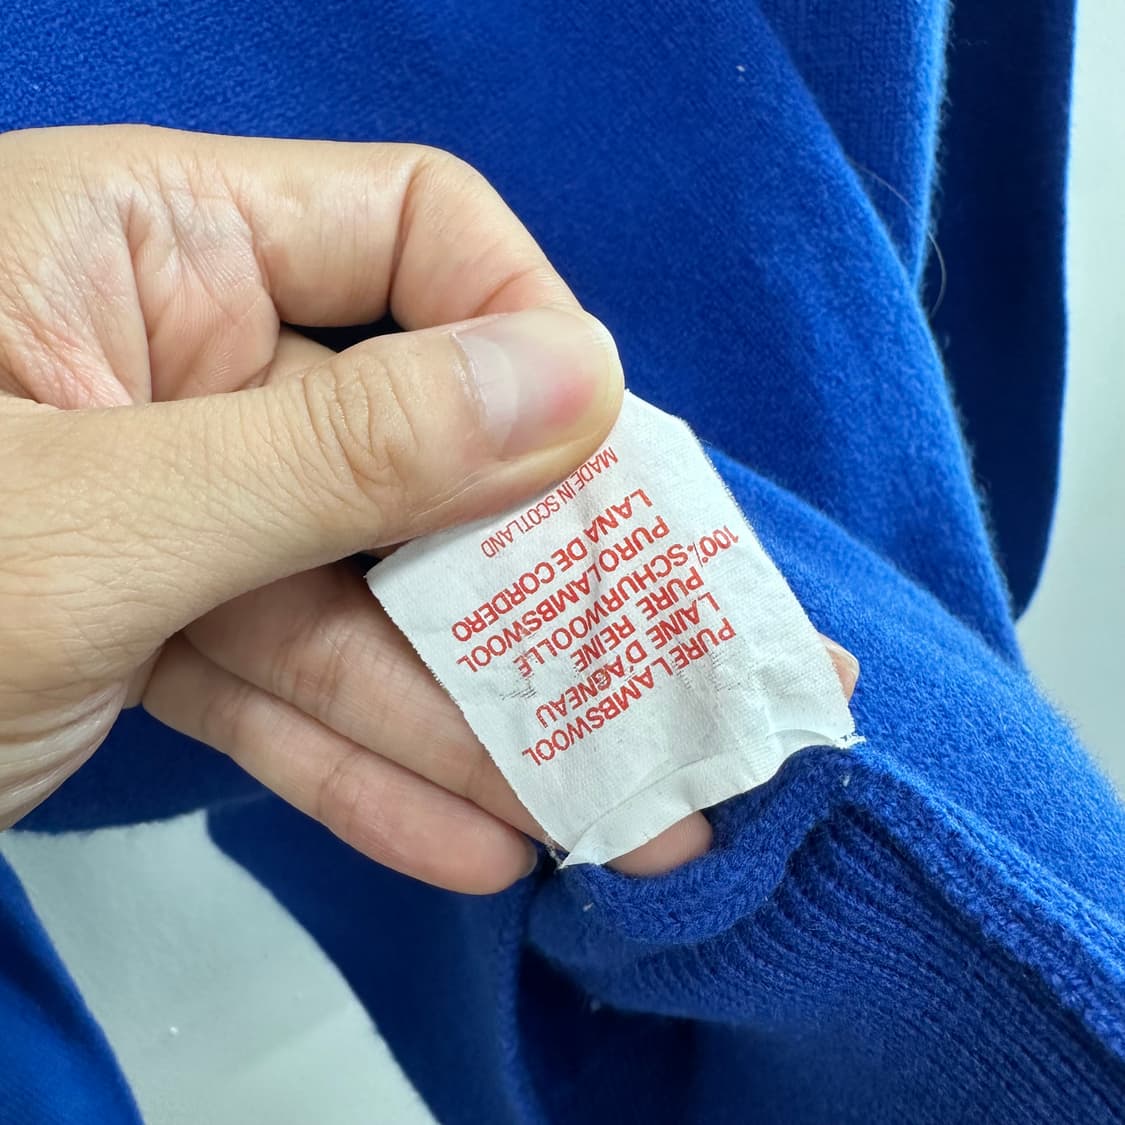 PURE LAMBSWOOL
LAINE D'AGNEAU
PURE REINE
100% SCHURWOLLE
PURO LAMBSWOOL
LANA DE CORDERO
MADE IN SCOTLAND